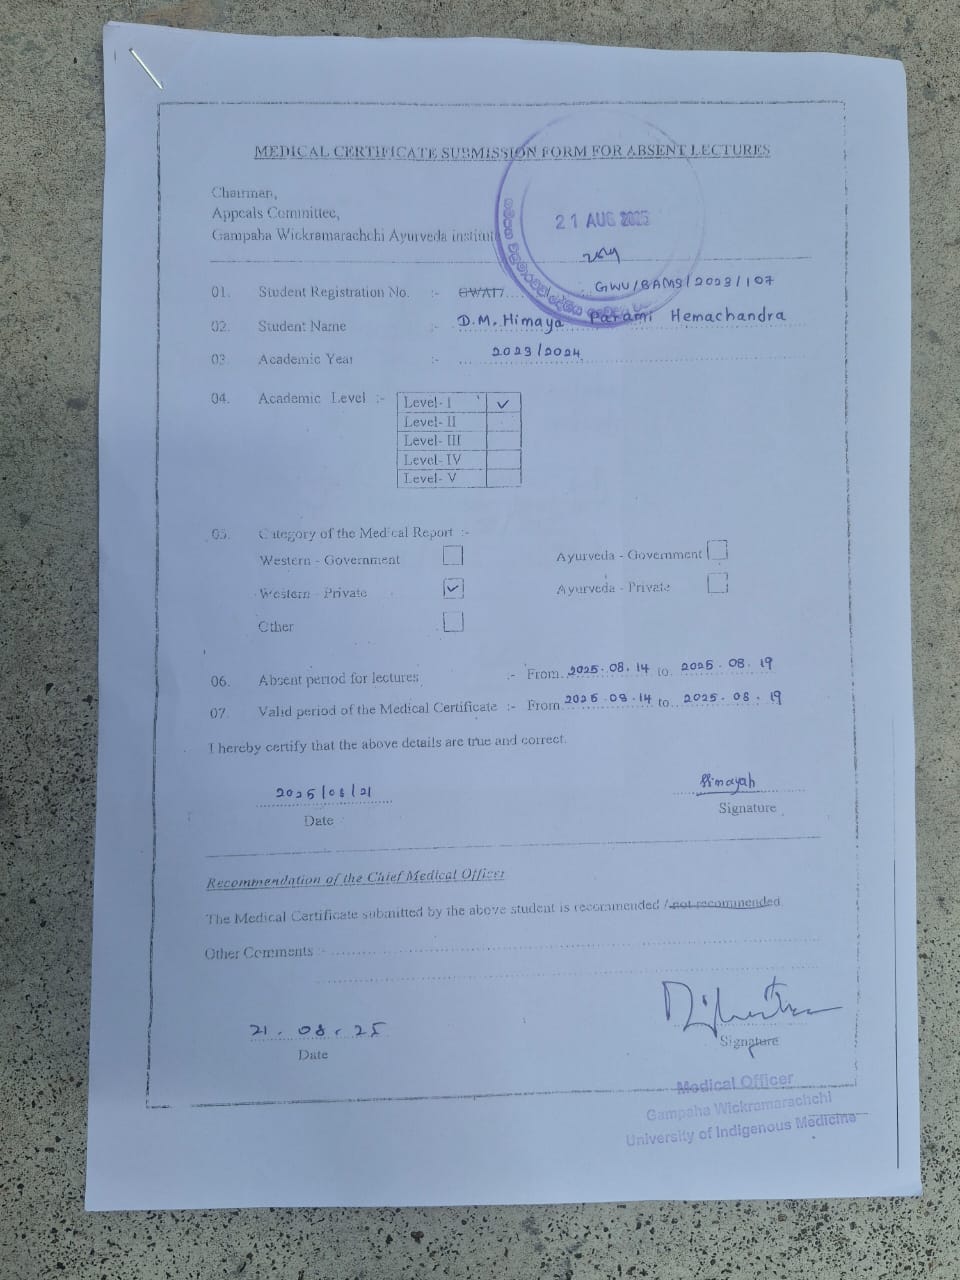 MEDICAL CERTIFICATE SUBMISSION FORM FOR ABSENT LECTURES
Chairman,
Appeals Committee,
Gampaha Wickramarachchi Ayurveda institute
21 AUG 2025
01. Student Registration No. :- GWAI/ GWU/BAMS/2023/107
02. Student Name :- D.M. Himaya Parami Hemachandra
03. Academic Year :- 2023/2024
04. Academic Level :- Level- I ✓
Level- II
Level- III
Level- IV
Level- V
05. Category of the Medical Report :-
Western - Government Ayurveda - Government
Western - Private ✓ Ayurveda - Private
Other
06. Absent period for lectures :- From 2025.08.14 to 2025.08.19
07. Valid period of the Medical Certificate :- From 2025.08.14 to 2025.08.19
I hereby certify that the above details are true and correct.
2025/08/21 Himayah
Date Signature
Recommendation of the Chief Medical Officer
The Medical Certificate submitted by the above student is recommended / not recommended
Other Comments :-
21.08.25
Date Signature
Medical Officer
Gampaha Wickramarachchi
University of Indigenous Medicine